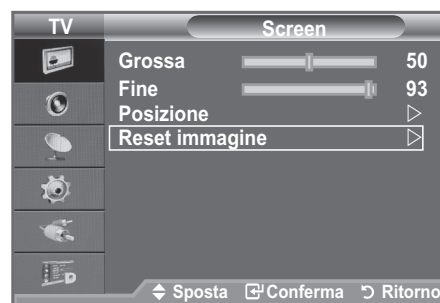 TV Screen
Grossa 50
Fine 93
Posizione
Reset immagine
Sposta Conferma Ritorno